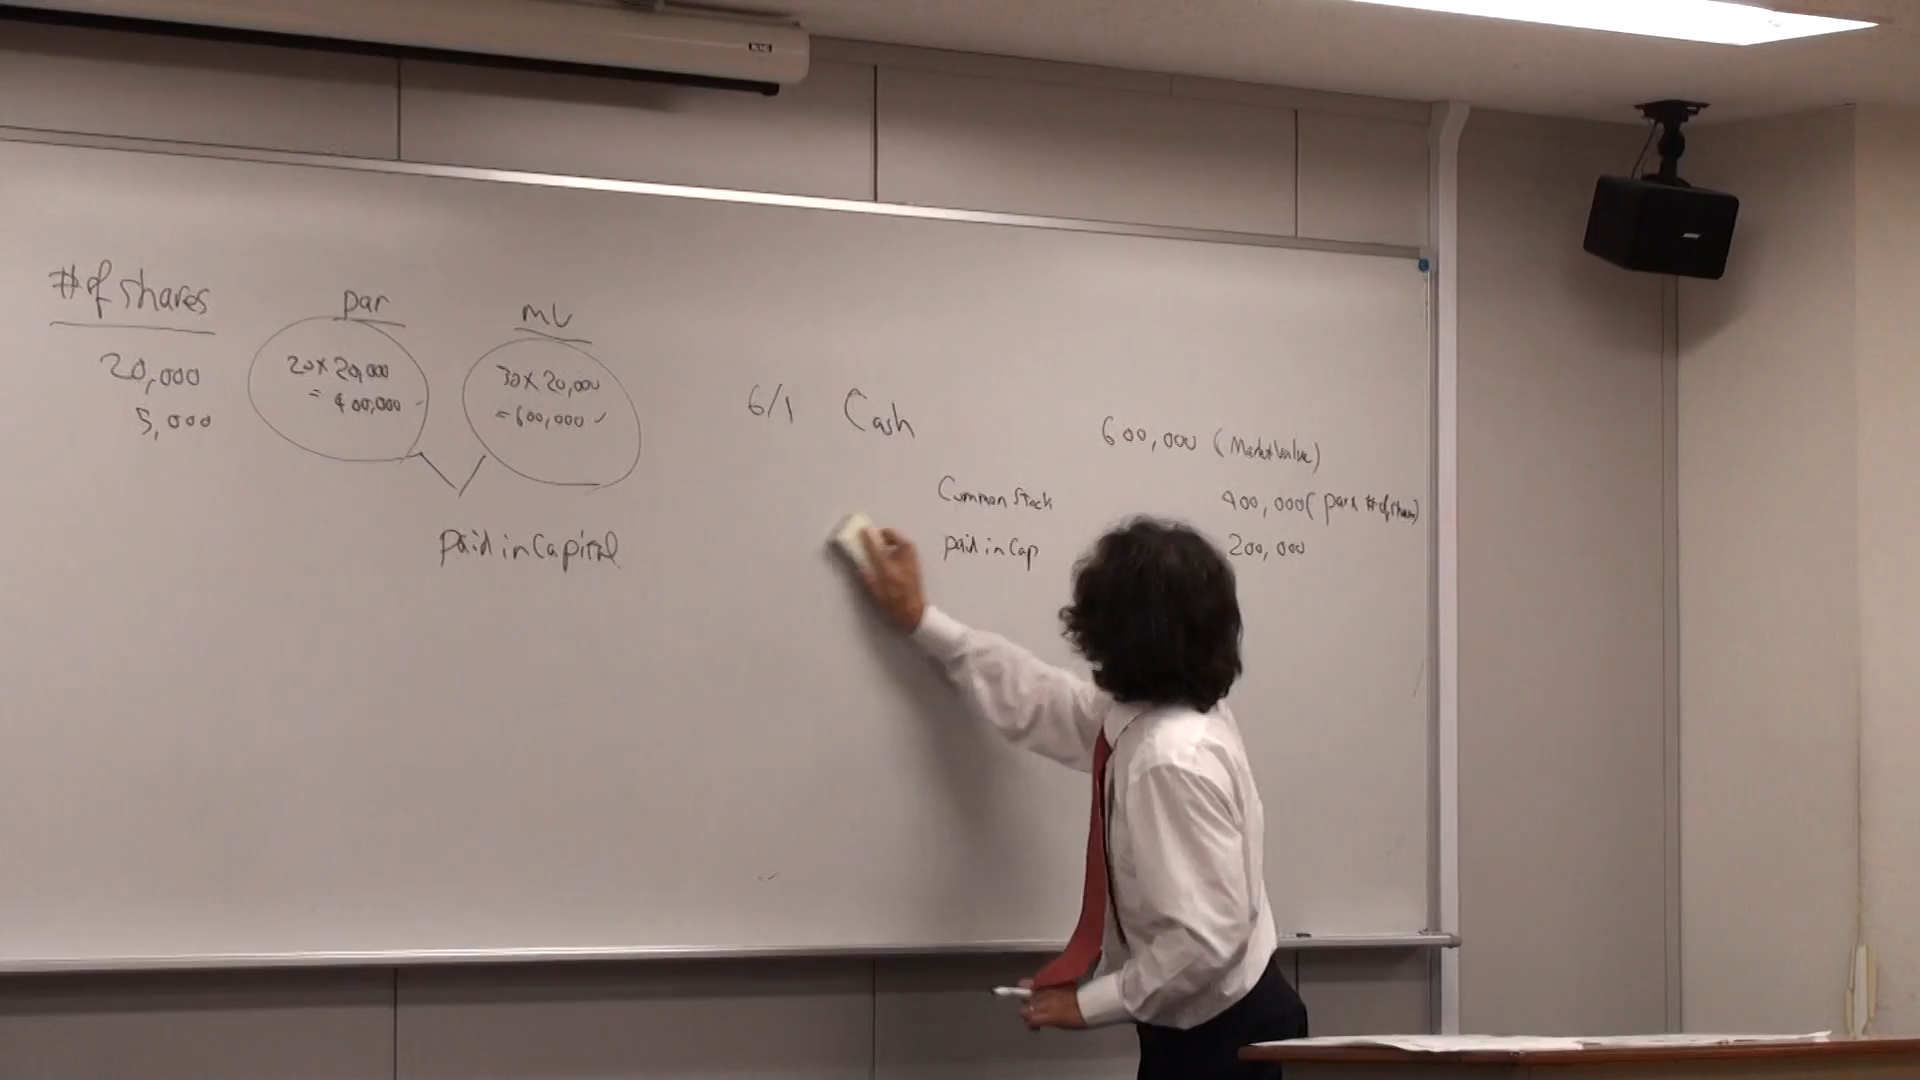 # of shares
par
MV
20,000
20 x 20,000
= 400,000
30 x 20,000
= 600,000 ✓
5,000
paid in capital
6/1 Cash 600,000 (Market Value)
Common Stock 400,000 (par x # of share)
paid in Cap 200,000
BOSE